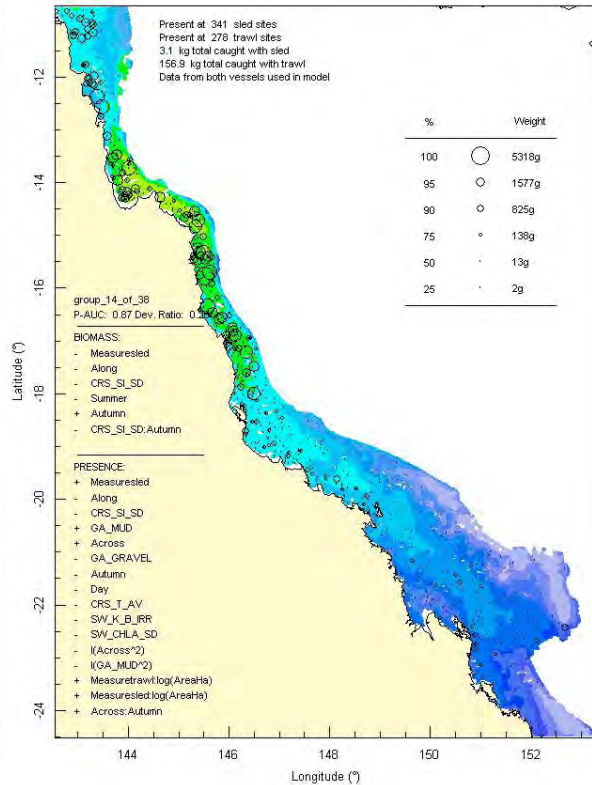 Present at 341 sled sites
Present at 278 trawl sites
3.1 kg total caught with sled
156.9 kg total caught with trawl
Data from both vessels used in model
% Weight
100 5318g
95 1577g
90 825g
75 138g
50 13g
25 2g
group_14_of_38
P-AUC: 0.87 Dev. Ratio:
BIOMASS:
- Measuresled
- Along
- CRS_SI_SD
- Summer
+ Autumn
- CRS_SI_SD:Autumn
PRESENCE:
+ Measuresled
- Along
- CRS_SI_SD
+ GA_MUD
+ Across
- GA_GRAVEL
- Autumn
- Day
- CRS_T_AV
- SW_K_B_IRR
- SW_CHLA_SD
- I(Across^2)
- I(GA_MUD^2)
+ Measuretrawl:log(AreaHa)
+ Measuresled:log(AreaHa)
+ Across:Autumn
Latitude (°)
-12
-14
-16
-18
-20
-22
-24
144 146 148 150 152
Longitude (°)